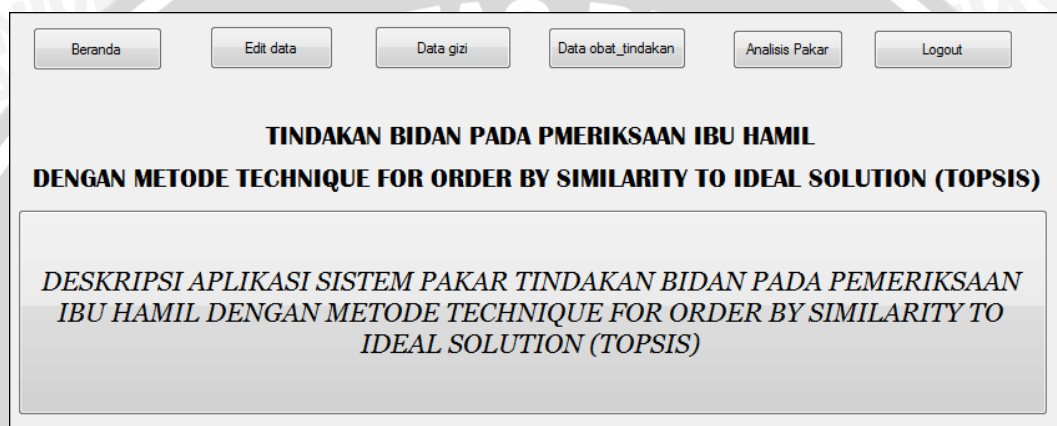 Beranda Edit data Data gizi Data obat_tindakan Analisis Pakar Logout
TINDAKAN BIDAN PADA PMERIKSAAN IBU HAMIL
DENGAN METODE TECHNIQUE FOR ORDER BY SIMILARITY TO IDEAL SOLUTION (TOPSIS)
DESKRIPSI APLIKASI SISTEM PAKAR TINDAKAN BIDAN PADA PEMERIKSAAN
IBU HAMIL DENGAN METODE TECHNIQUE FOR ORDER BY SIMILARITY TO
IDEAL SOLUTION (TOPSIS)